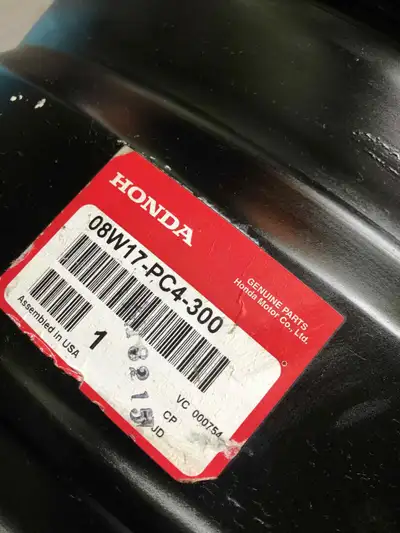 HONDA
08W17-PC4-300
GENUINE PARTS
Honda Motor Co., Ltd.
Assembled in USA
1
VC 000754
CP
JD